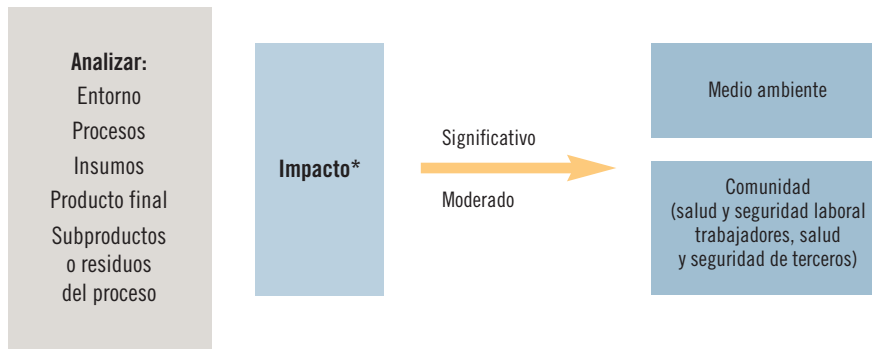 Analizar:
Entorno
Procesos
Insumos
Producto final
Subproductos
o residuos
del proceso
Impacto*
Significativo
Moderado
Medio ambiente
Comunidad
(salud y seguridad laboral
trabajadores, salud
y seguridad de terceros)